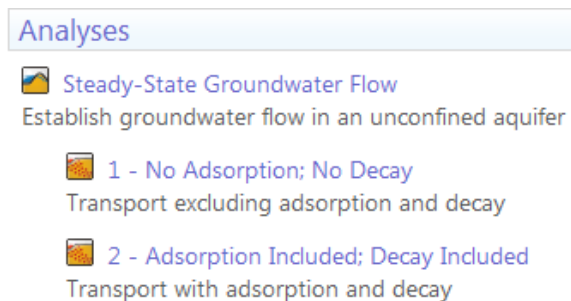 Analyses
Steady-State Groundwater Flow
Establish groundwater flow in an unconfined aquifer
1 - No Adsorption; No Decay
Transport excluding adsorption and decay
2 - Adsorption Included; Decay Included
Transport with adsorption and decay